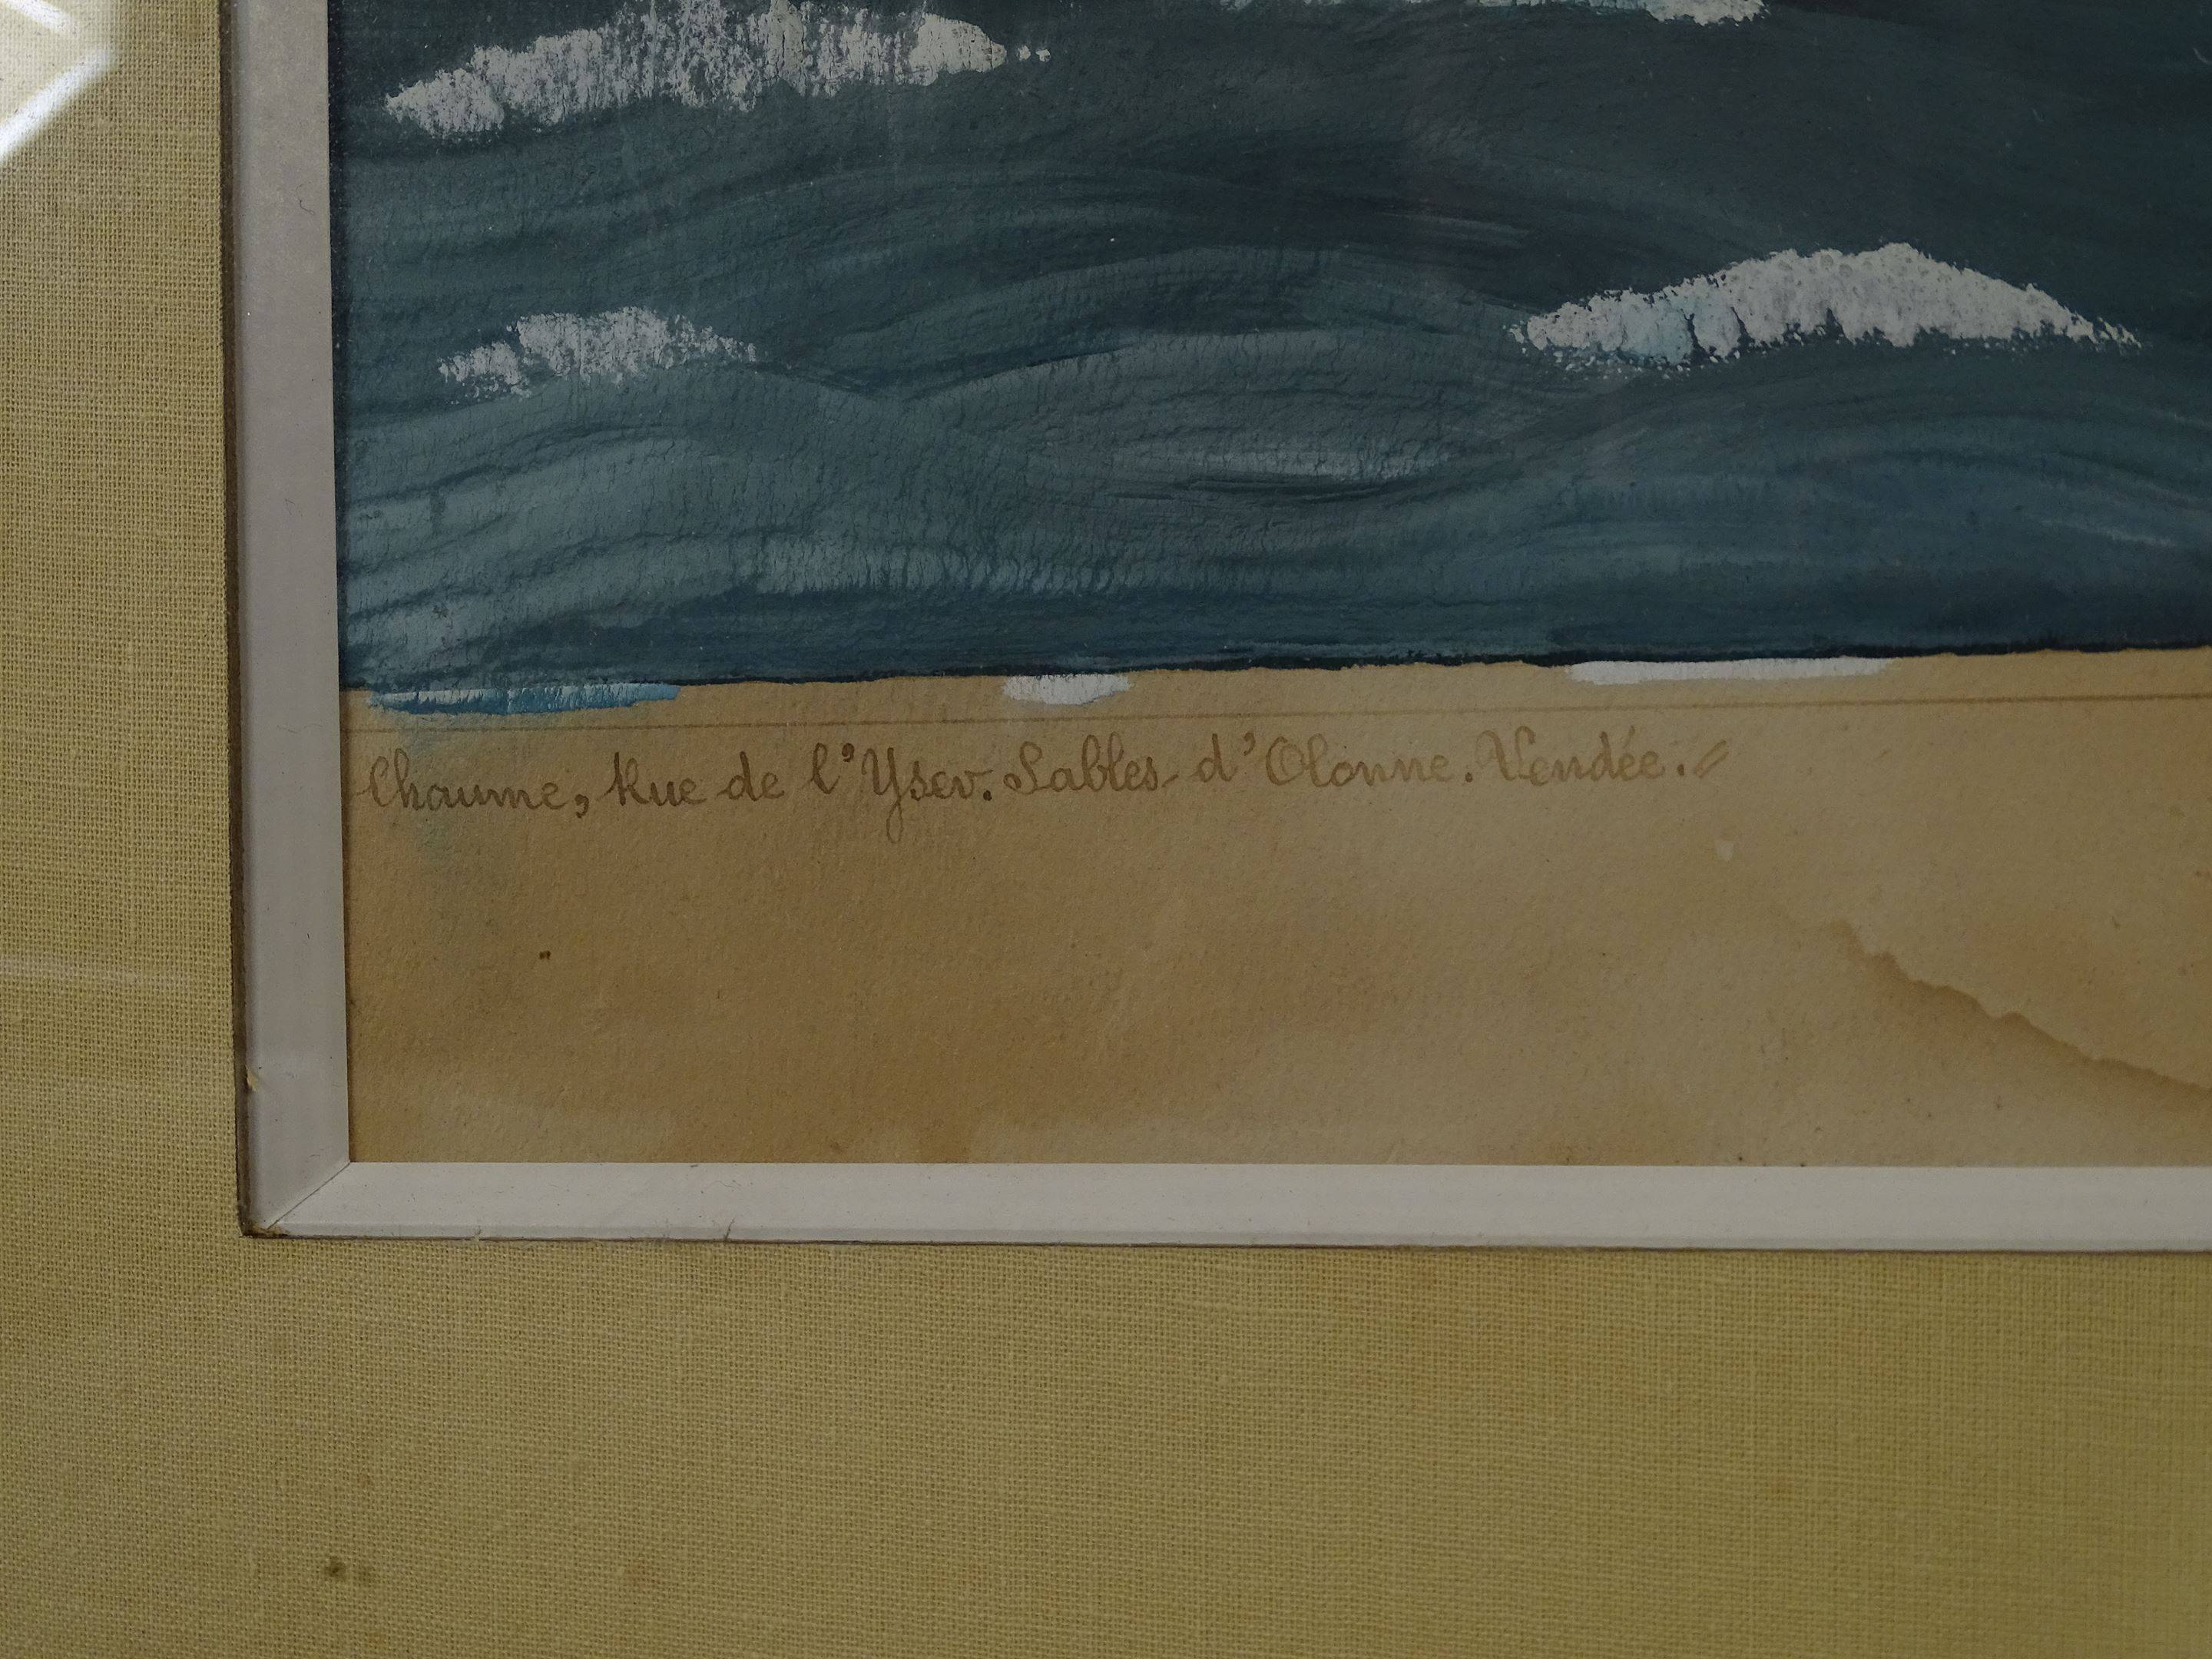 Chaume, Rue de l'Yser. Sables d'Olonne. Vendée.